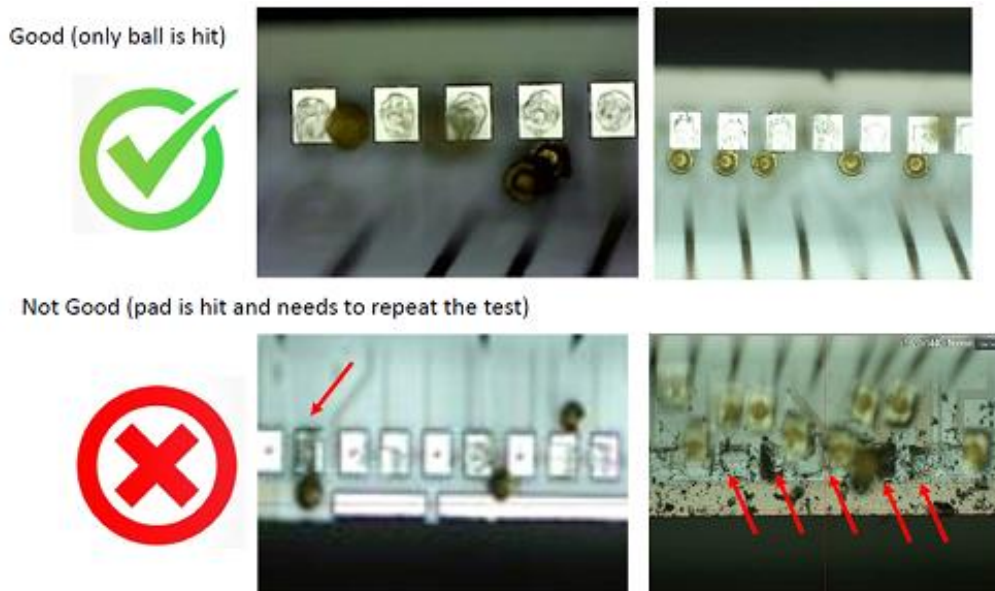 Good (only ball is hit)
Not Good (pad is hit and needs to repeat the test)